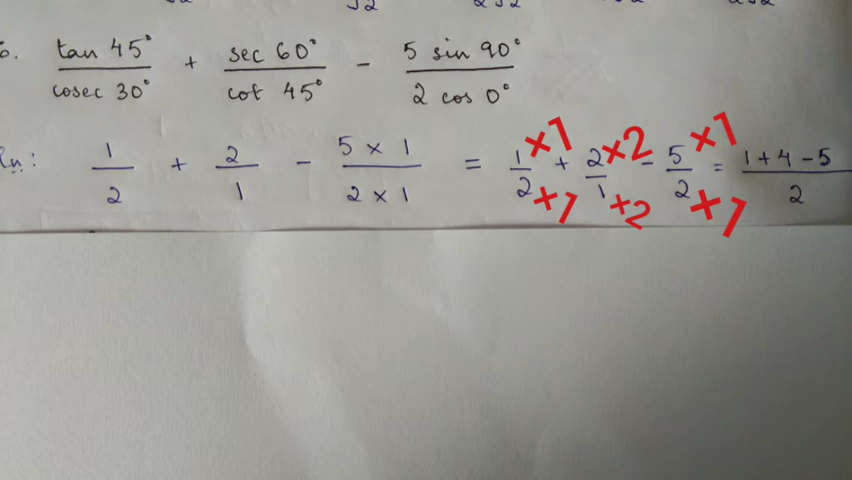 tan 45° / cosec 30° + sec 60° / cot 45° - 5 sin 90° / 2 cos 0°
1/2 + 2/1 - 5 × 1 / 2 × 1 = 1/2 + 2/1 - 5/2 = 1 + 4 - 5 / 2
×1 ×2 ×1
×1 ×2 ×1